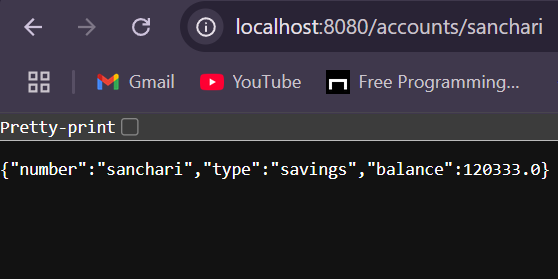 localhost:8080/accounts/sanchari
Gmail YouTube Free Programming...
Pretty-print
{"number":"sanchari","type":"savings","balance":120333.0}